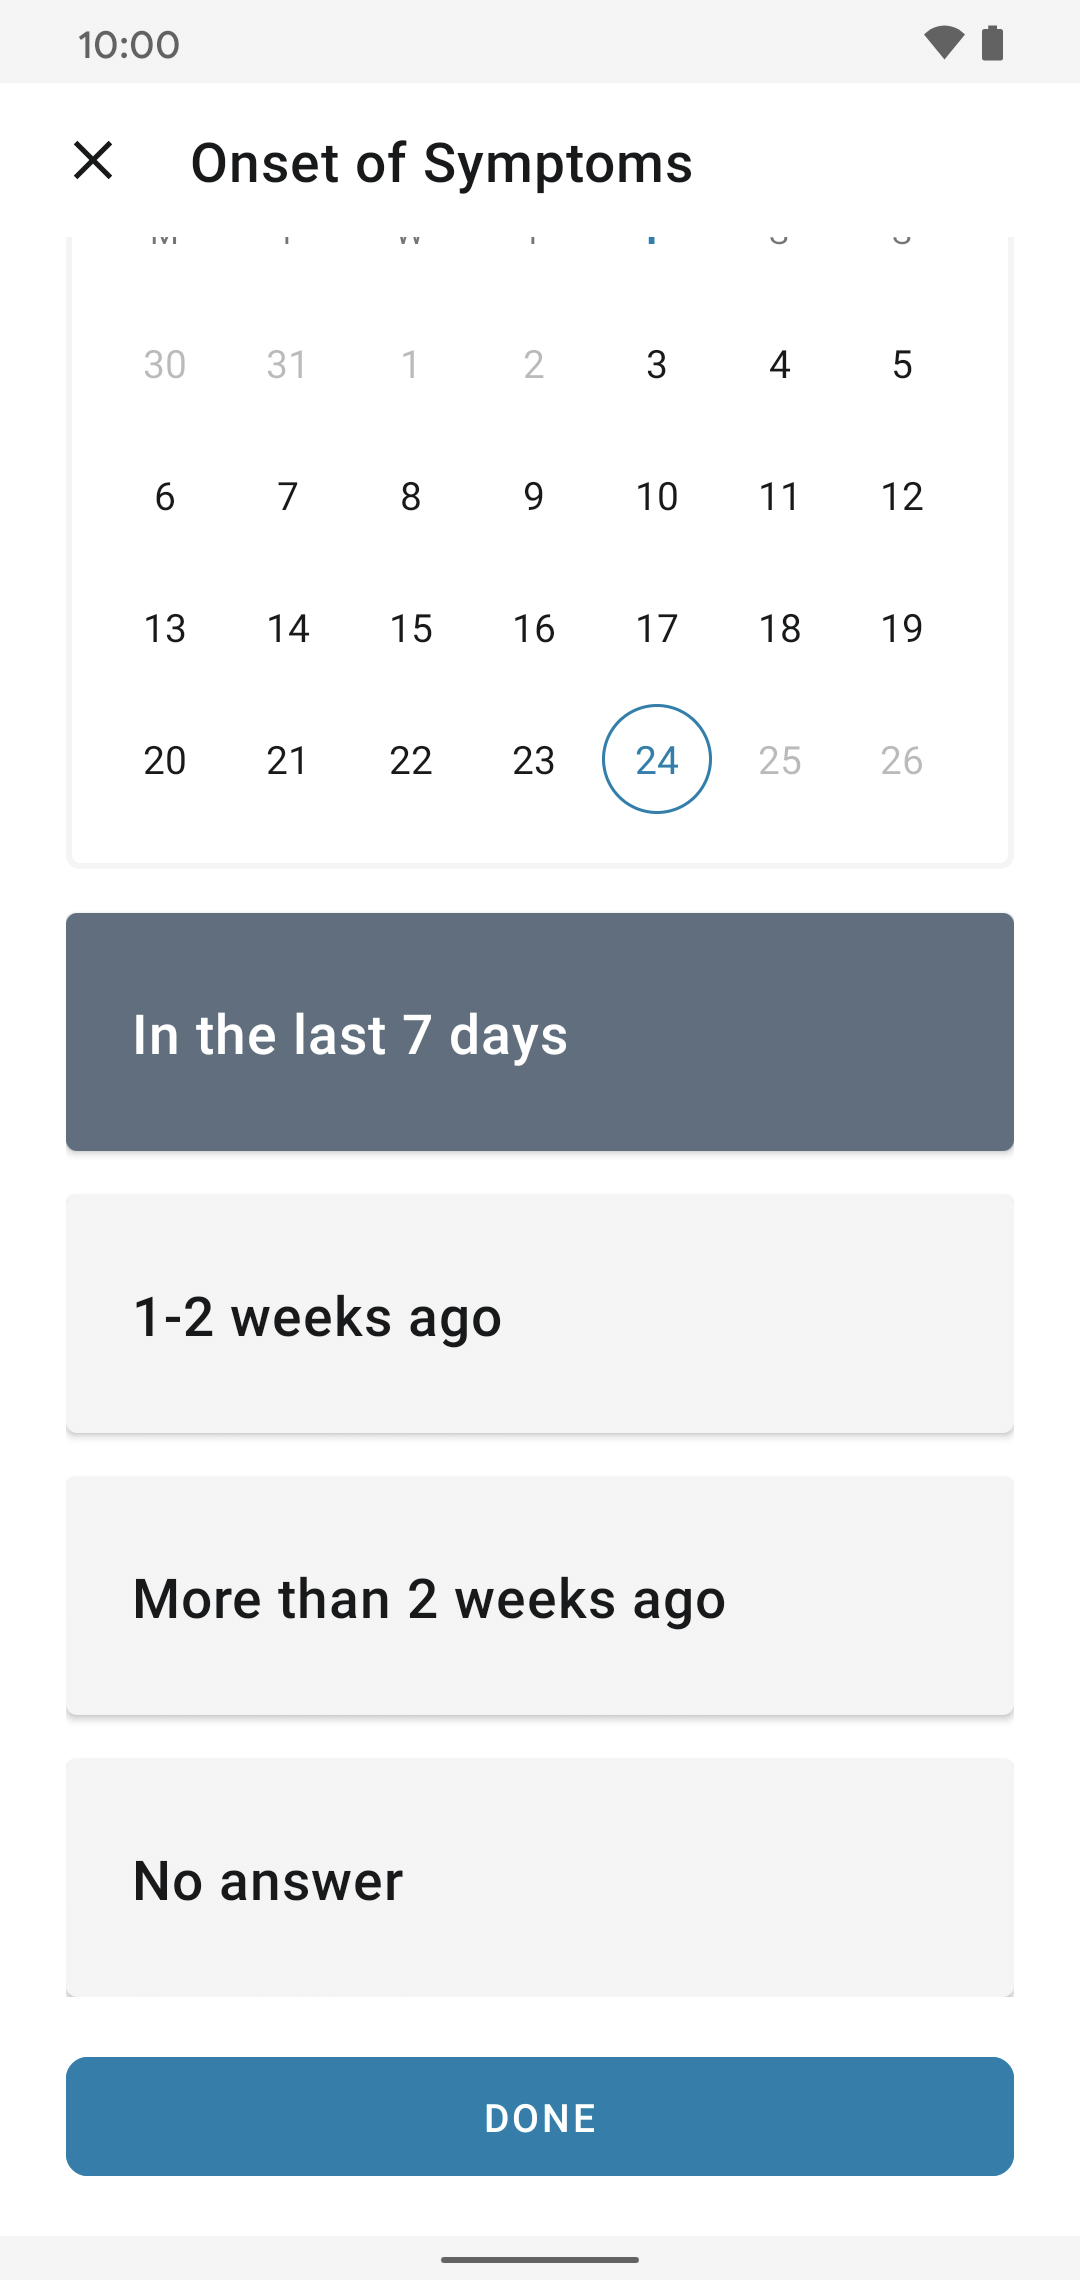 10:00
Onset of Symptoms
30 31 1 2 3 4 5
6 7 8 9 10 11 12
13 14 15 16 17 18 19
20 21 22 23 24 25 26
In the last 7 days
1-2 weeks ago
More than 2 weeks ago
No answer
DONE